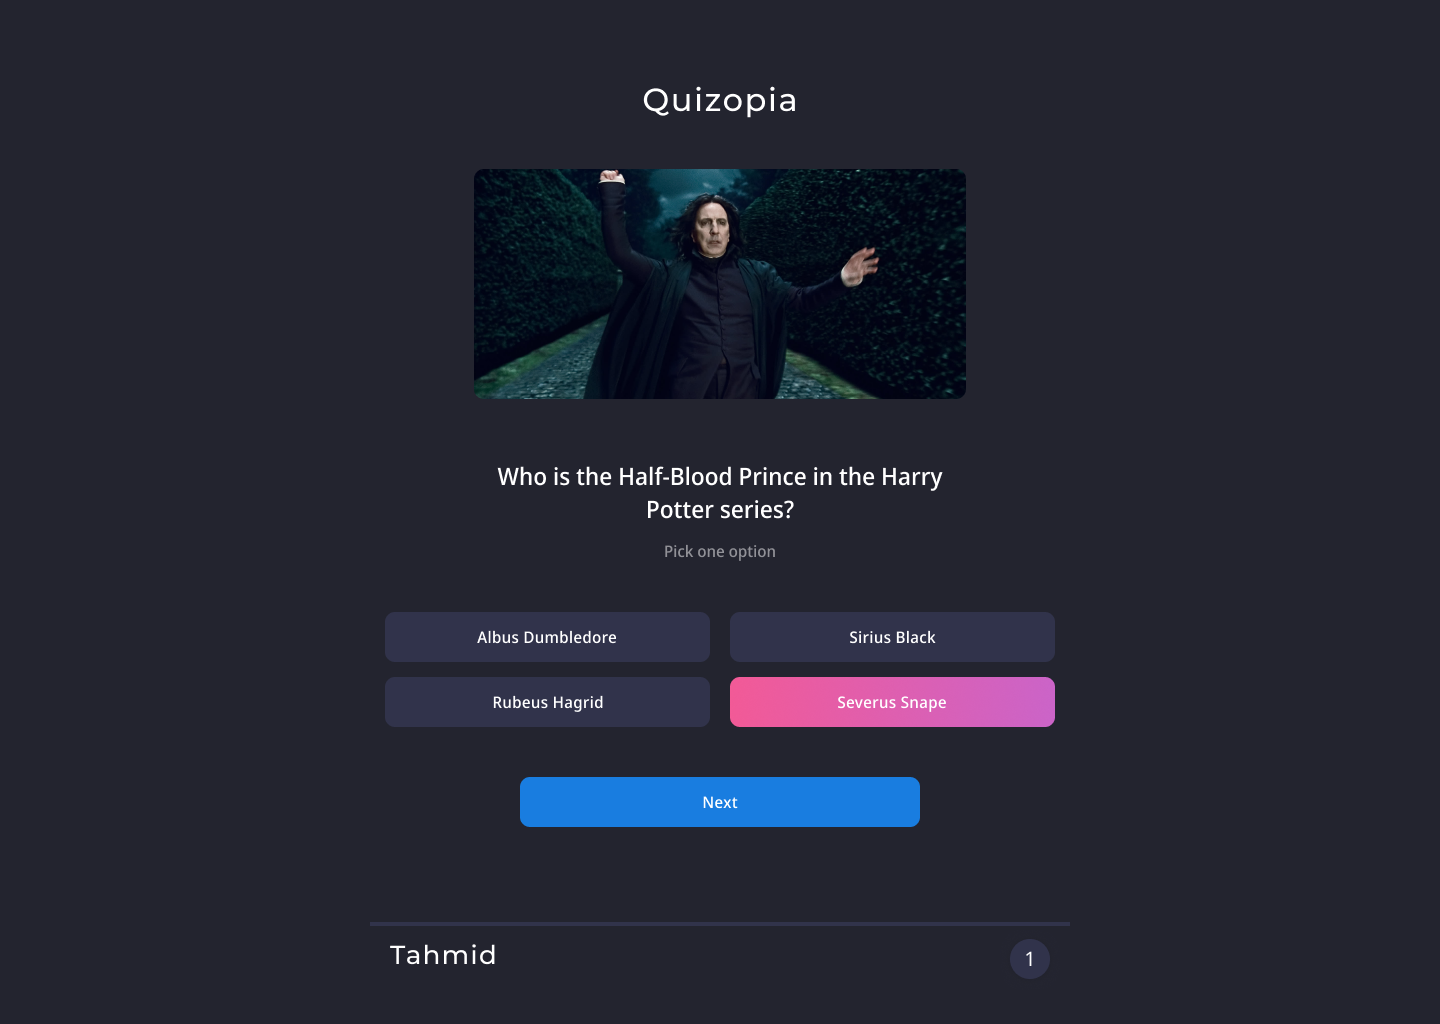 Quizopia
Who is the Half-Blood Prince in the Harry
Potter series?
Pick one option
Albus Dumbledore
Sirius Black
Rubeus Hagrid
Severus Snape
Next
Tahmid
1